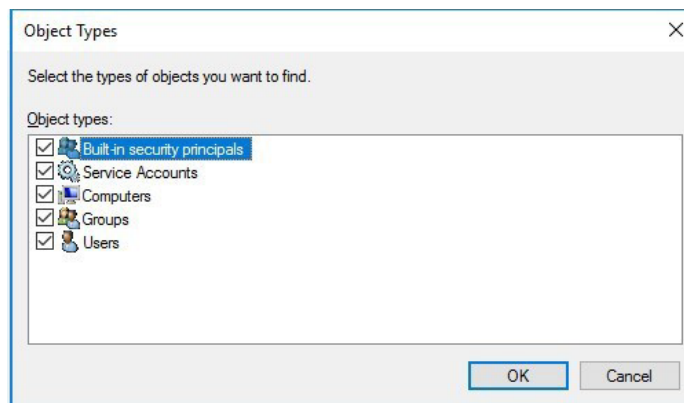 Object Types
Select the types of objects you want to find.
Object types:
Built-in security principals
Service Accounts
Computers
Groups
Users
OK Cancel